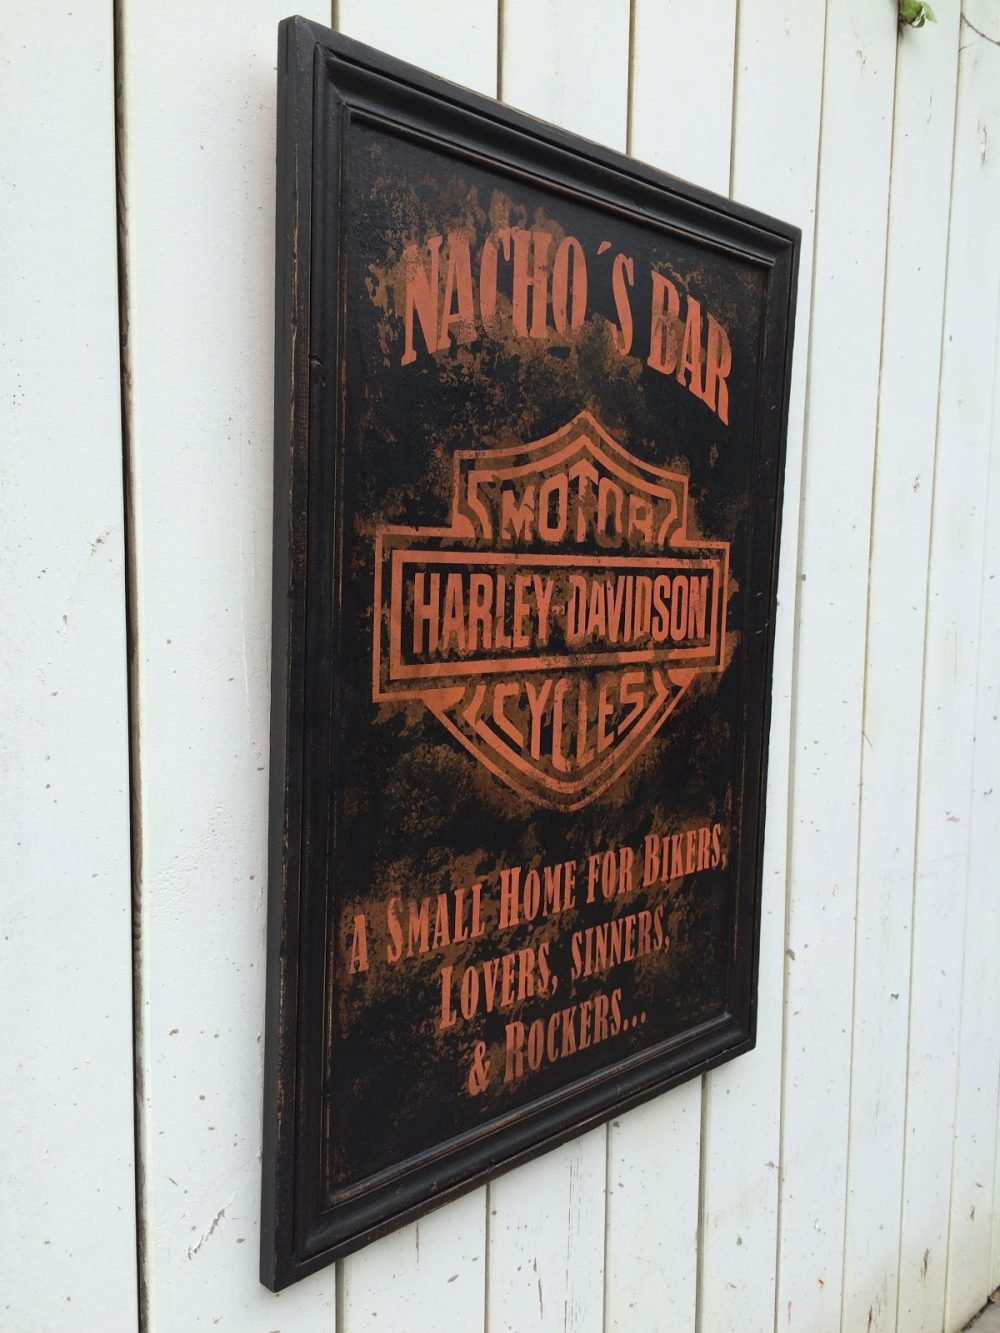 NACHO´S BAR
MOTOR
HARLEY-DAVIDSON
CYCLES
A SMALL HOME FOR BIKERS,
LOVERS, SINNERS,
& ROCKERS...